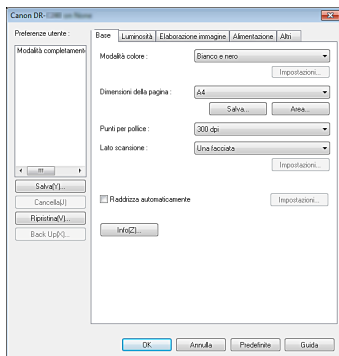 Canon DR-
Preferenze utente :
Modalità completamente
Salva(Y)...
Cancella(J)
Ripristina(V)...
Back Up(X)...
Base
Luminosità
Elaborazione immagine
Alimentazione
Altri
Modalità colore :
Bianco e nero
Impostazioni...
Dimensioni della pagina :
A4
Salva...
Area...
Punti per pollice :
300 dpi
Lato scansione :
Una facciata
Impostazioni...
Raddrizza automaticamente
Impostazioni...
Info(Z)...
OK
Annulla
Predefinite
Guida